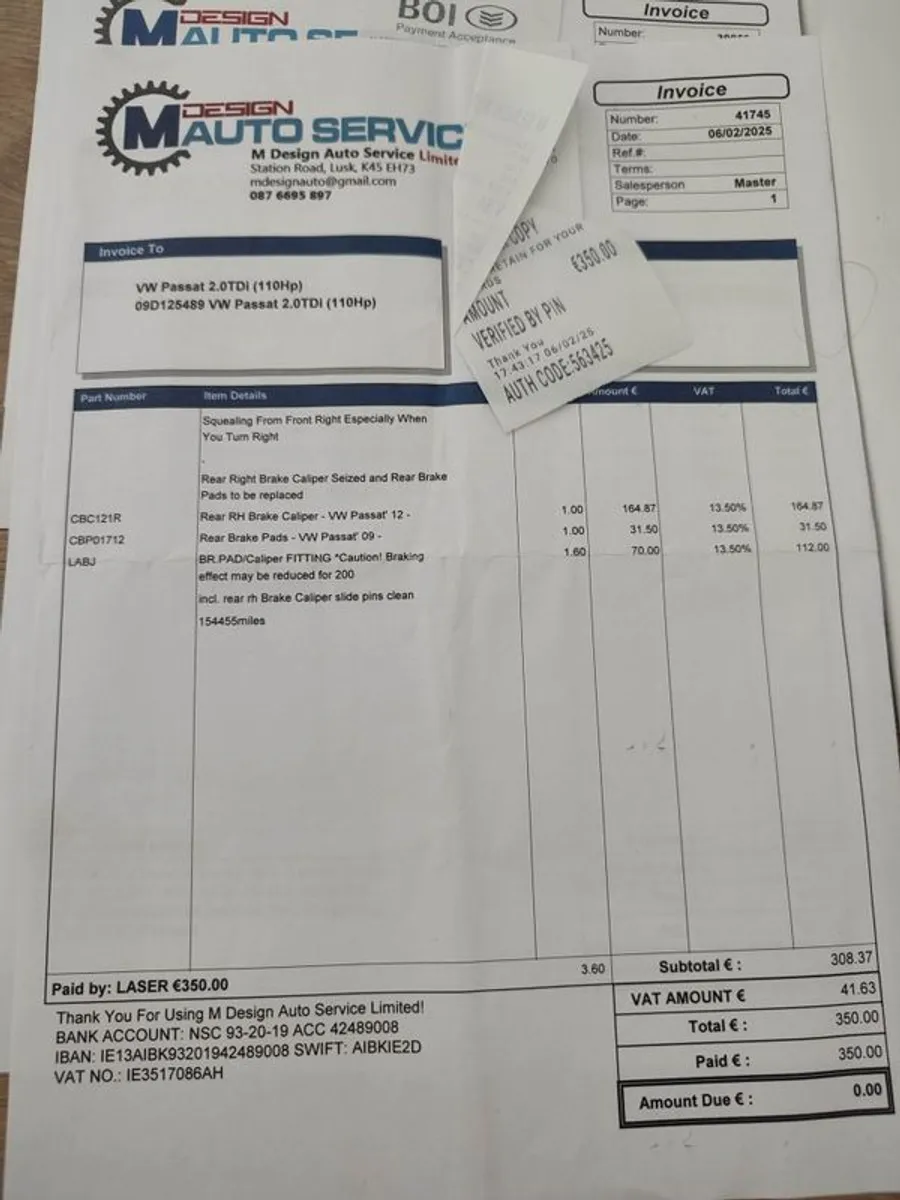 DESIGN
M AUTO SE
BOI
Payment Acceptance
Invoice
Number:
M DESIGN
AUTO SERVIC
M Design Auto Service Limite
Station Road, Lusk, K45 EH73
mdesignauto@gmail.com
087 6695 897
Invoice
Number: 41745
Date: 06/02/2025
Ref.#:
Terms:
Salesperson Master
Page: 1
COPY
RETAIN FOR YOUR
€350.00
AMOUNT
VERIFIED BY PIN
Thank You
17:43:17 06/02/25
AUTH CODE:563425
Invoice To
VW Passat 2.0TDI (110Hp)
09D125489 VW Passat 2.0TDI (110Hp)
Part Number Item Details Amount € VAT Total €
Squealing From Front Right Especially When
You Turn Right
-
Rear Right Brake Caliper Seized and Rear Brake
Pads to be replaced
CBC121R Rear RH Brake Caliper - VW Passat' 12 - 1.00 164.87 13.50% 164.87
CBP01712 Rear Brake Pads - VW Passat' 09 - 1.00 31.50 13.50% 31.50
LABJ BR.PAD/Caliper FITTING *Caution! Braking 1.60 70.00 13.50% 112.00
effect may be reduced for 200
incl. rear rh Brake Caliper slide pins clean
154455miles
3.60
Paid by: LASER €350.00
Subtotal € : 308.37
VAT AMOUNT € 41.63
Total € : 350.00
Paid € : 350.00
Amount Due € : 0.00
Thank You For Using M Design Auto Service Limited!
BANK ACCOUNT: NSC 93-20-19 ACC 42489008
IBAN: IE13AIBK93201942489008 SWIFT: AIBKIE2D
VAT NO.: IE3517086AH